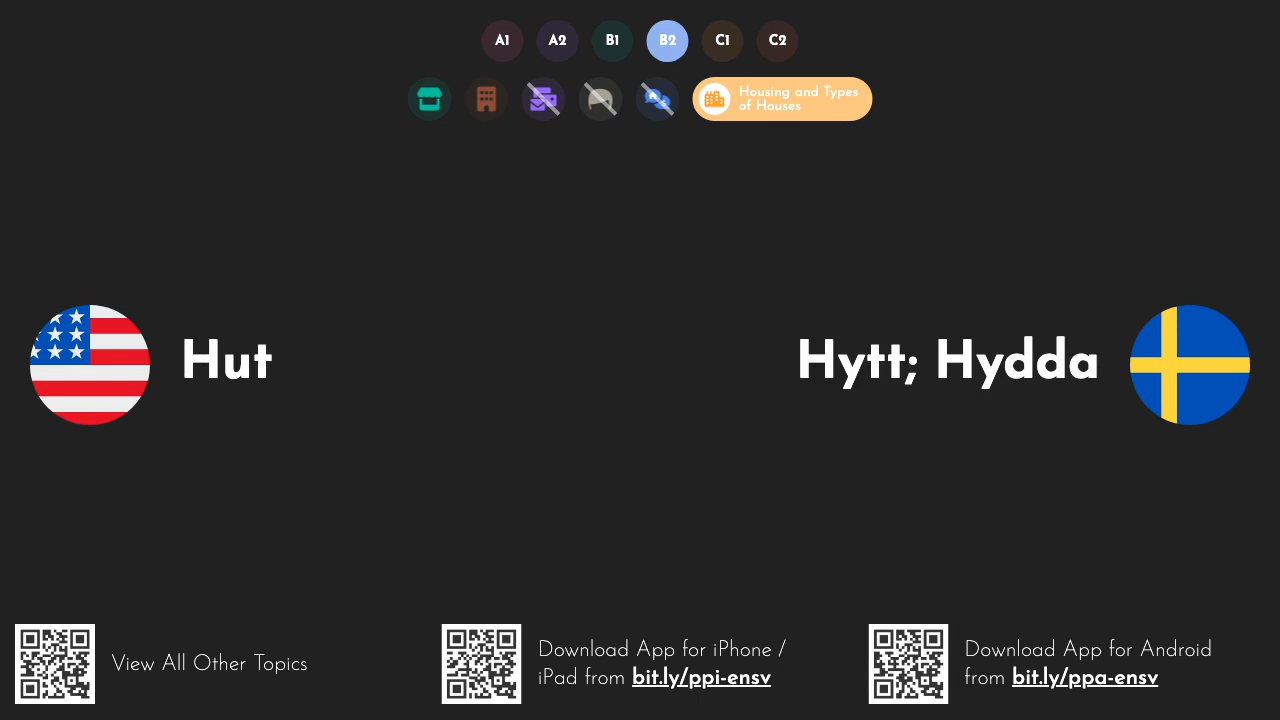 A1 A2 B1 B2 C1 C2
Housing and Types
of Houses
Hut
Hytt; Hydda
View All Other Topics
Download App for iPhone /
iPad from bit.ly/ppi-ensv
Download App for Android
from bit.ly/ppa-ensv